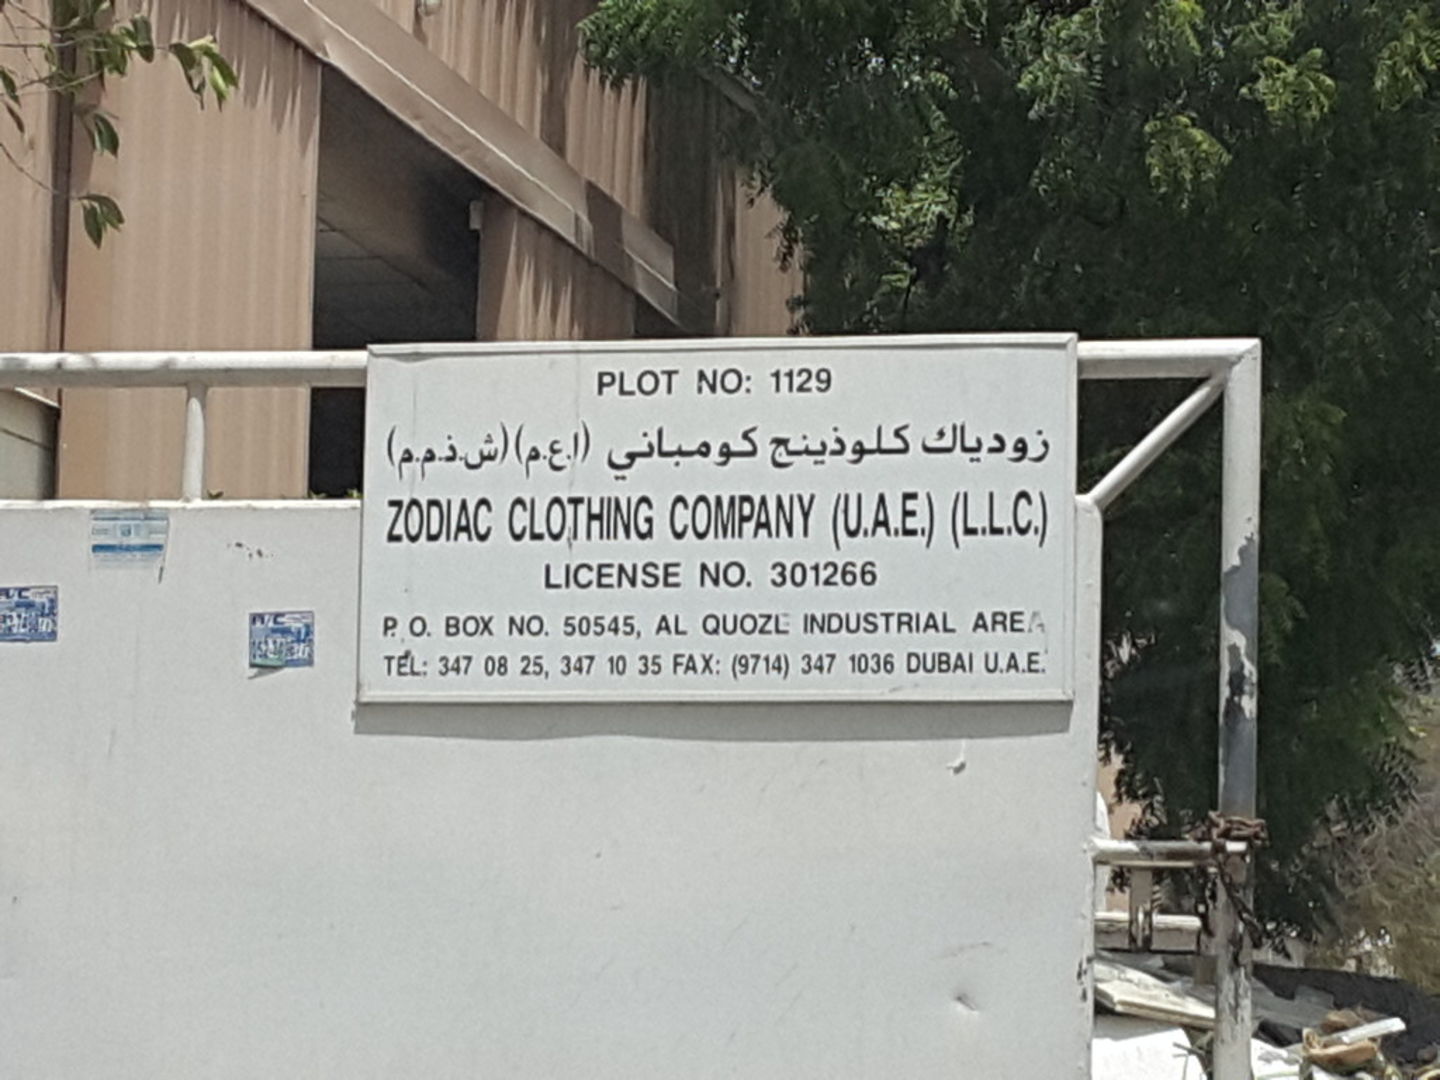 PLOT NO: 1129
زودياك كلوذينج كومباني (ا.ع.م) (ش.ذ.م.م)
ZODIAC CLOTHING COMPANY (U.A.E.) (L.L.C.)
LICENSE NO. 301266
P.O. BOX NO. 50545, AL QUOZE INDUSTRIAL AREA
TEL: 347 08 25, 347 10 35 FAX: (9714) 347 1036 DUBAI U.A.E.